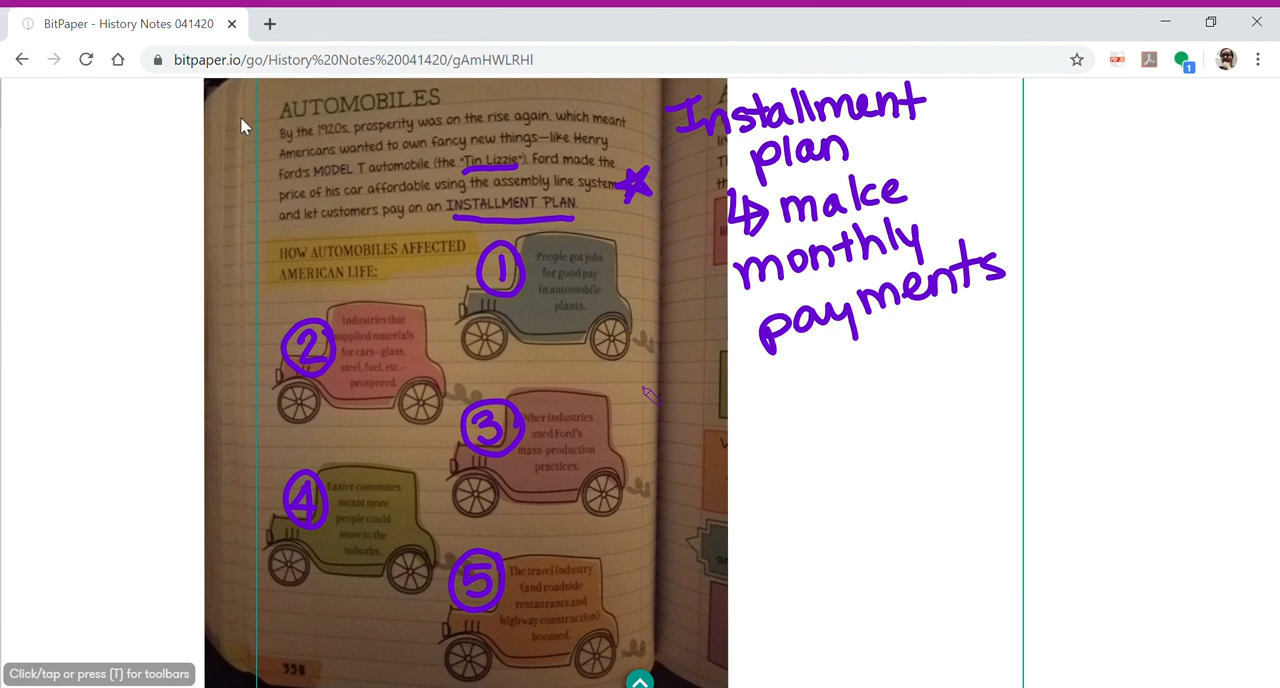 BitPaper - History Notes 041420
bitpaper.io/go/History%20Notes%20041420/gAmHWLRHl
AUTOMOBILES
By the 1920s, prosperity was on the rise again, which meant
Americans wanted to own fancy new things—like Henry
Ford's MODEL T automobile (the "Tin Lizzie"). Ford made the
price of his car affordable using the assembly line system
and let customers pay on an INSTALLMENT PLAN.
Installment
plan
↳ make
monthly
payments
HOW AUTOMOBILES AFFECTED
AMERICAN LIFE:
1
People got jobs
for good pay
in automobile
plants.
2
Industries that
supplied materials
for cars—glass,
steel, fuel, etc.—
prospered.
3
Other industries
used Ford's
mass-production
practices.
4
Easier commutes
meant more
people could
move to the
suburbs.
5
The travel industry
(and roadside
restaurants and
highway construction)
boomed.
358
Click/tap or press (T) for toolbars